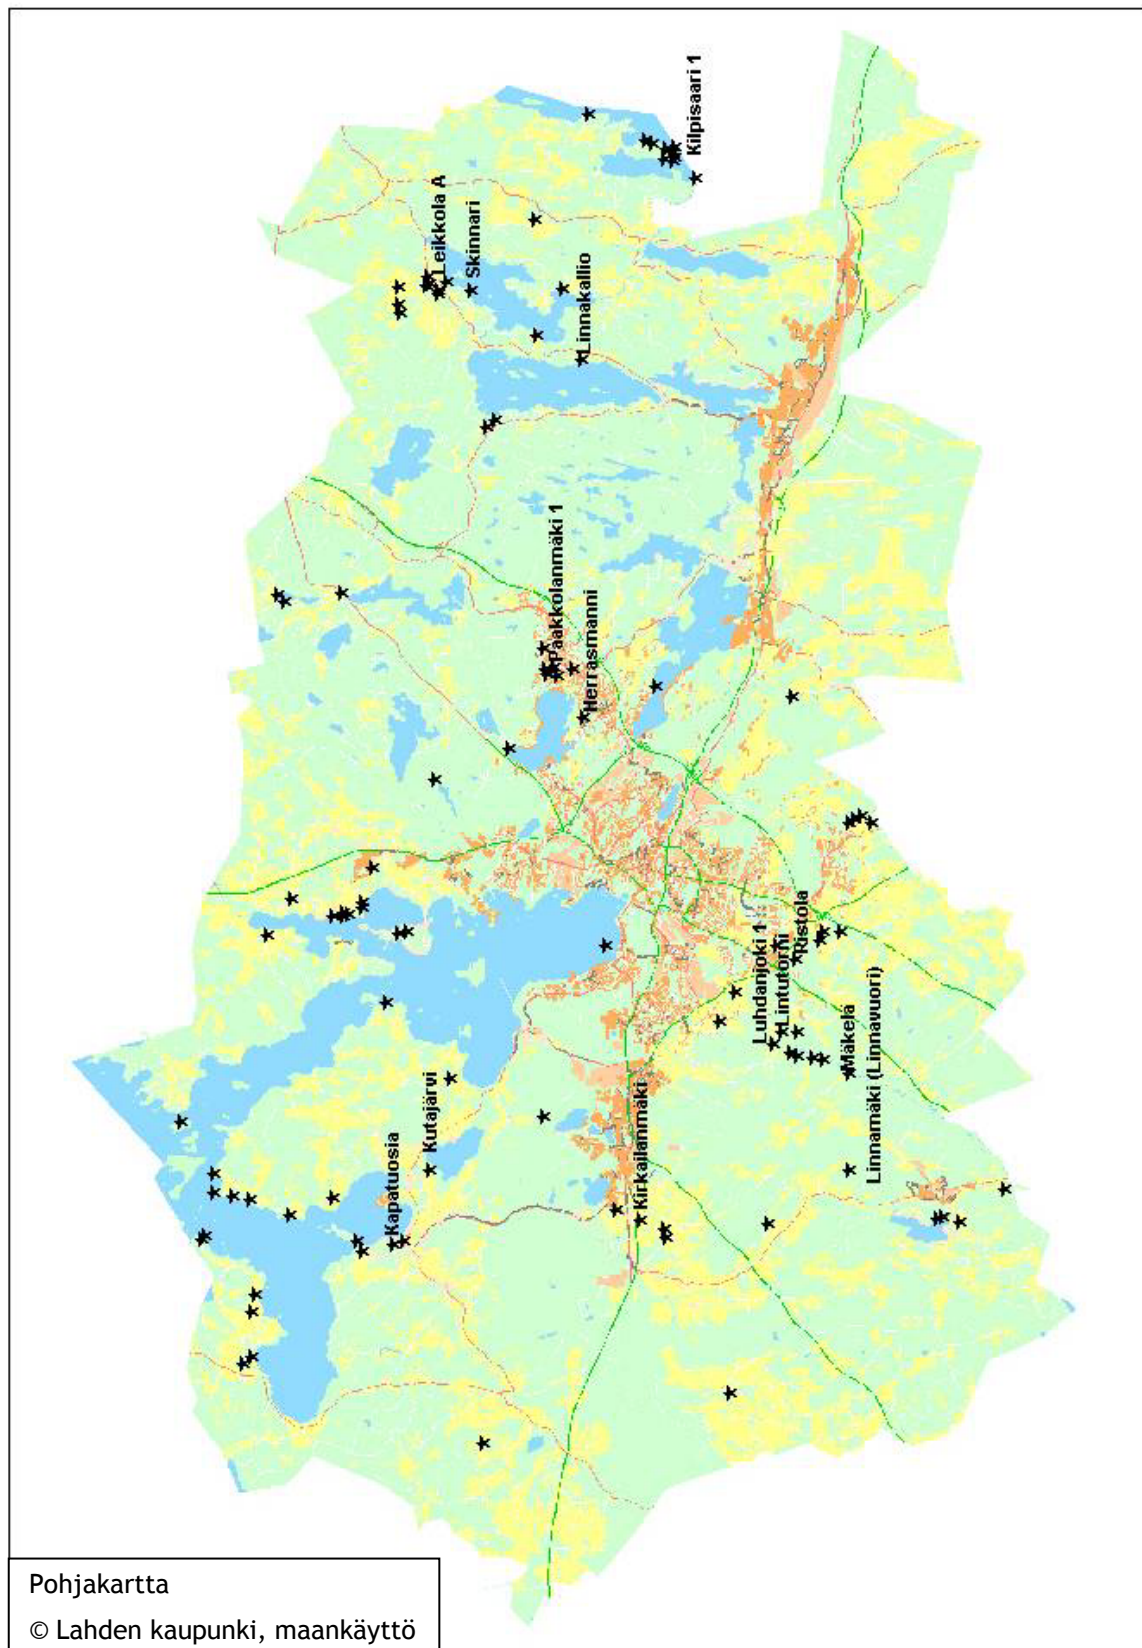 Kilpisaari 1
Leikkola A
Skinnari
Linnakallio
Paakkolanmäki 1
Herrasmanni
Ristola
Luhdanjoki 1
Lintutorni
Mäkelä
Linnamäki (Linnavuori)
Kutajärvi
Kapatuosia
Kirkailanmäki
Pohjakartta
© Lahden kaupunki, maankäyttö